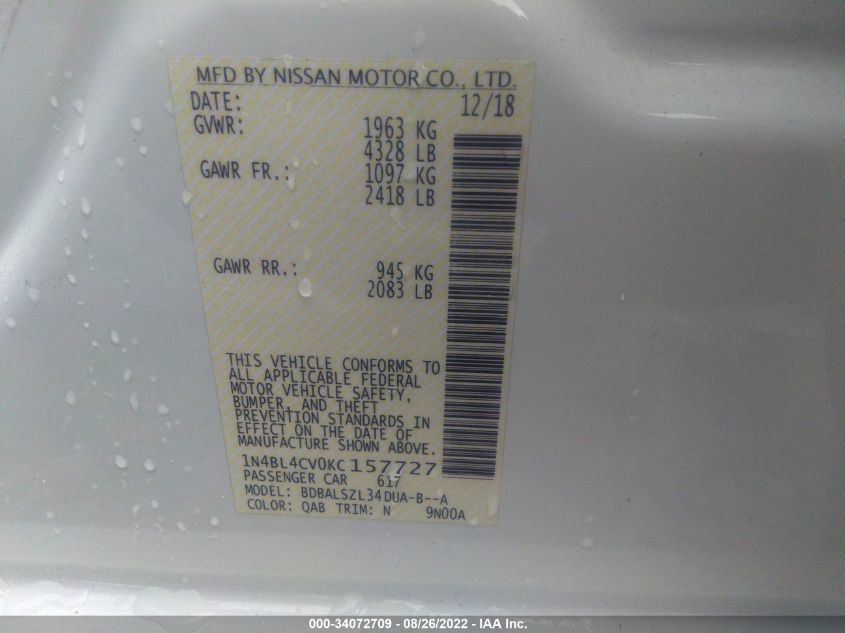 MFD BY NISSAN MOTOR CO., LTD.
DATE: 12/18
GVWR: 1963 KG
4328 LB
GAWR FR.: 1097 KG
2418 LB
GAWR RR.: 945 KG
2083 LB
THIS VEHICLE CONFORMS TO
ALL APPLICABLE FEDERAL
MOTOR VEHICLE SAFETY,
BUMPER, AND THEFT
PREVENTION STANDARDS IN
EFFECT ON THE DATE OF
MANUFACTURE SHOWN ABOVE.
1N4BL4CV0KC157727
PASSENGER CAR 617
MODEL: BDBALSZL34DUA-B--A
COLOR: QAB TRIM: N 9N00A
000-34072709 - 08/26/2022 - IAA Inc.